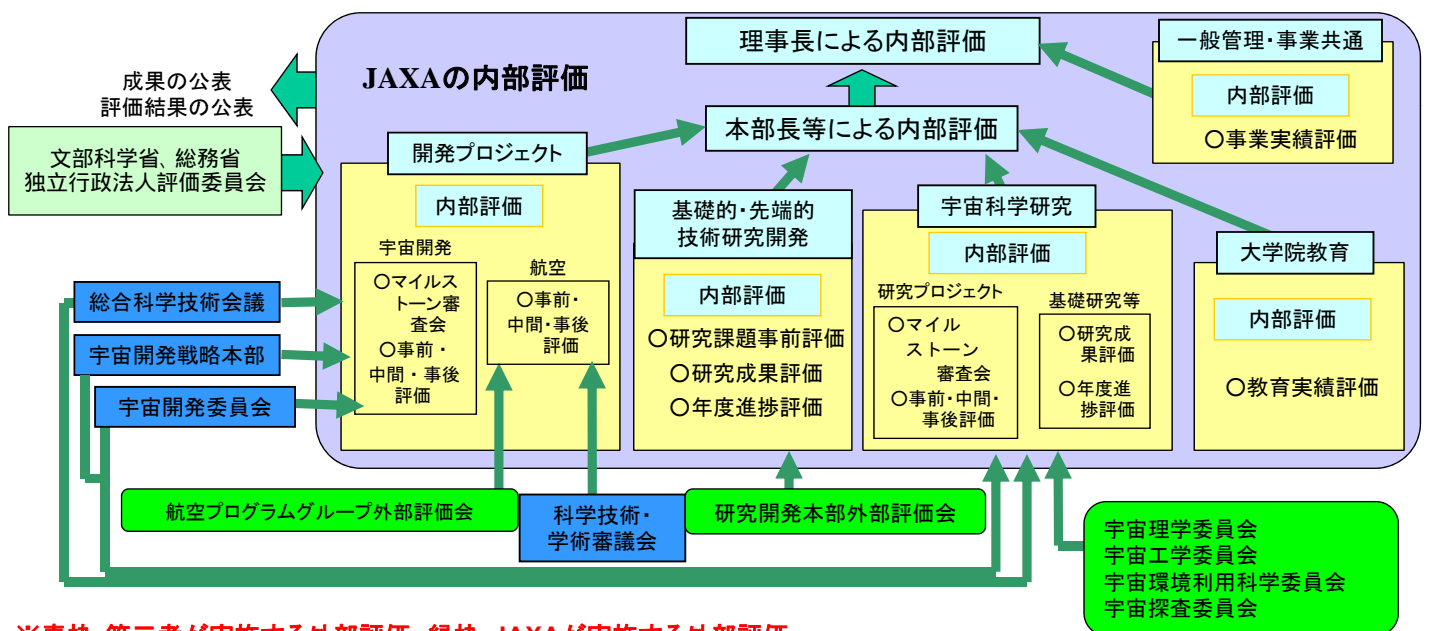 理事長による内部評価
一般管理・事業共通
JAXAの内部評価
成果の公表
評価結果の公表
内部評価
〇事業実績評価
本部長等による内部評価
文部科学省、総務省
独立行政法人評価委員会
開発プロジェクト
内部評価
宇宙開発
〇マイルス
トーン審
査会
〇事前・
中間・事後
評価
航空
〇事前・
中間・事後
評価
基礎的・先端的
技術研究開発
内部評価
〇研究課題事前評価
〇研究成果評価
〇年度進捗評価
宇宙科学研究
内部評価
研究プロジェクト
〇マイル
ストーン
審査会
〇事前・中間・
事後評価
基礎研究等
〇研究成
果評価
〇年度進
捗評価
大学院教育
内部評価
〇教育実績評価
総合科学技術会議
宇宙開発戦略本部
宇宙開発委員会
航空プログラムグループ外部評価会
科学技術・
学術審議会
研究開発本部外部評価会
宇宙理学委員会
宇宙工学委員会
宇宙環境利用科学委員会
宇宙探査委員会